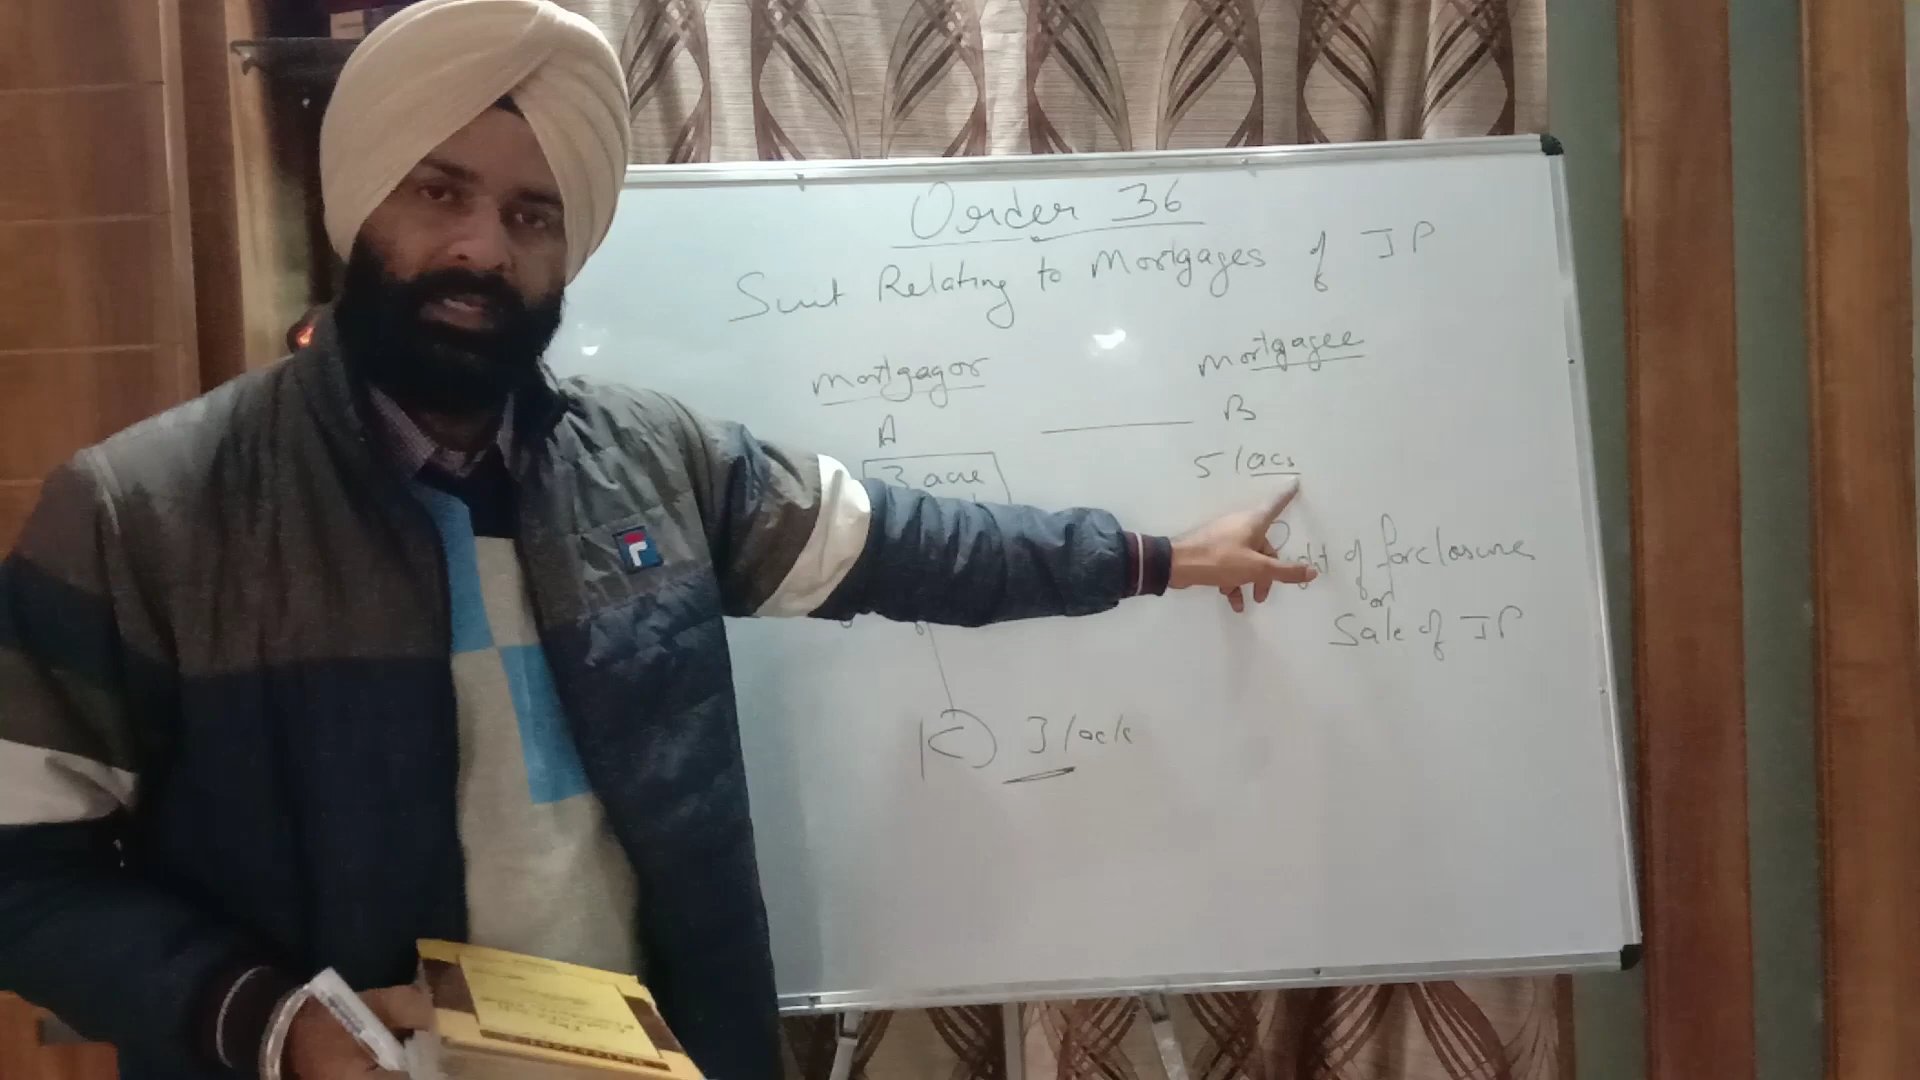 Order 36
Suit Relating to Mortgages of IP
Mortgagor
Mortgagee
A
B
3 acre
5 lacs
Right of forclosure
or
Sale of IP
C 3 lack